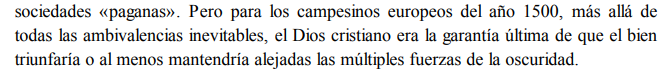 sociedades «paganas». Pero para los campesinos europeos del año 1500, más allá de
todas las ambivalencias inevitables, el Dios cristiano era la garantía última de que el bien
triunfaría o al menos mantendría alejadas las múltiples fuerzas de la oscuridad.